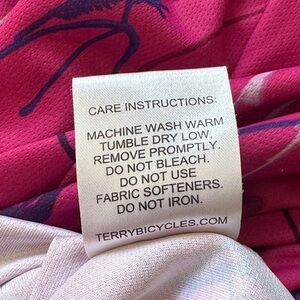 CARE INSTRUCTIONS:
MACHINE WASH WARM
TUMBLE DRY LOW,
REMOVE PROMPTLY.
DO NOT BLEACH.
DO NOT USE
FABRIC SOFTENERS.
DO NOT IRON.
TERRYBICYCLES.COM